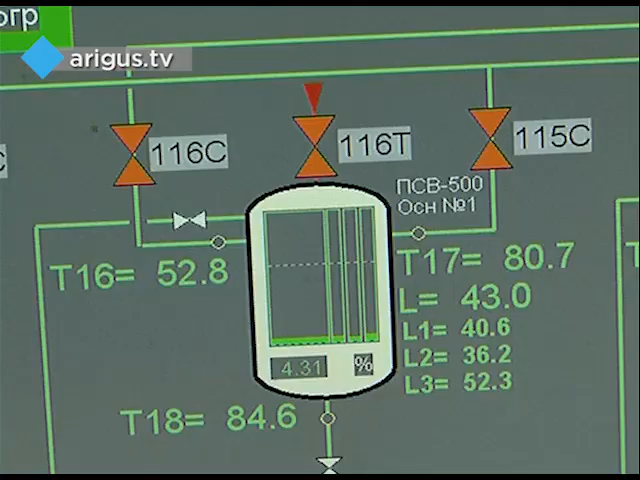 огр
arigus.tv
С
116С
116Т
115С
ПСВ-500
Осн №1
Т16= 52.8
Т17= 80.7
L= 43.0
L1= 40.6
L2= 36.2
L3= 52.3
4.31 %
Т18= 84.6
Т